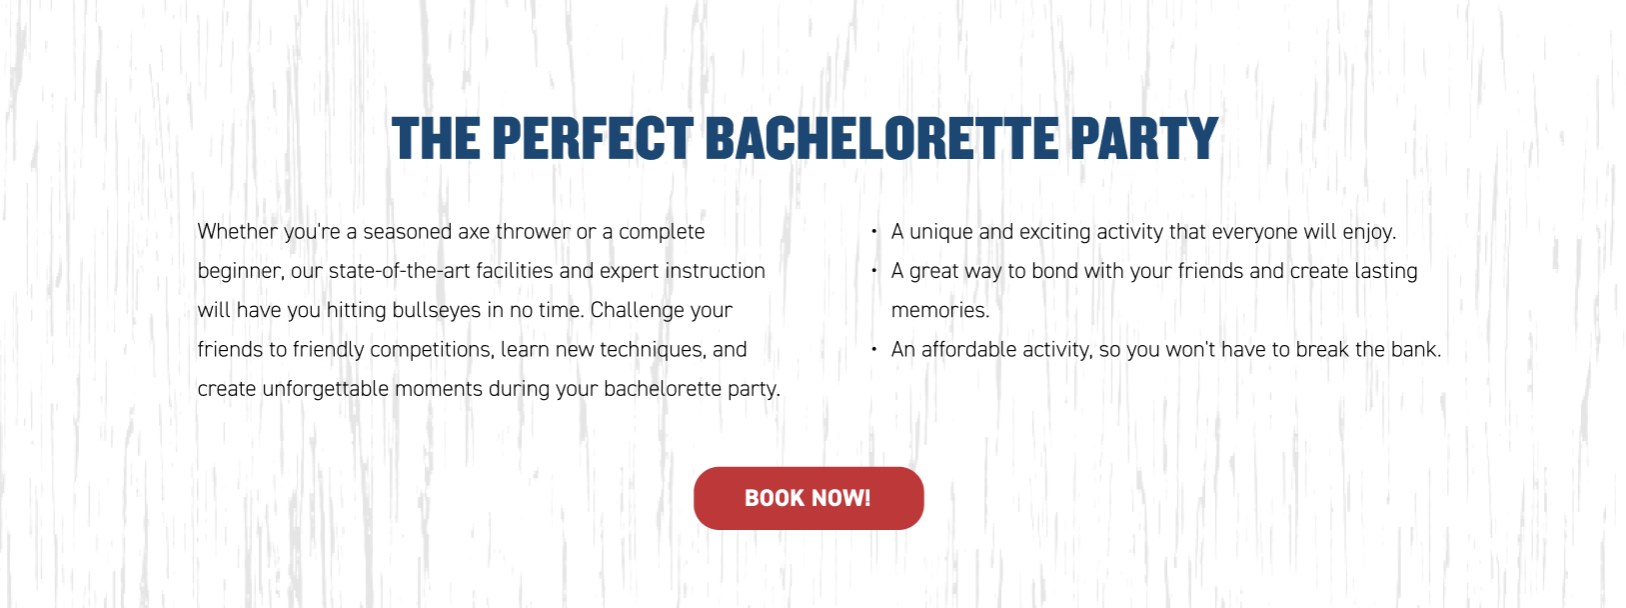 THE PERFECT BACHELORETTE PARTY
Whether you're a seasoned axe thrower or a complete
beginner, our state-of-the-art facilities and expert instruction
will have you hitting bullseyes in no time. Challenge your
friends to friendly competitions, learn new techniques, and
create unforgettable moments during your bachelorette party.
• A unique and exciting activity that everyone will enjoy.
• A great way to bond with your friends and create lasting
memories.
• An affordable activity, so you won't have to break the bank.
BOOK NOW!